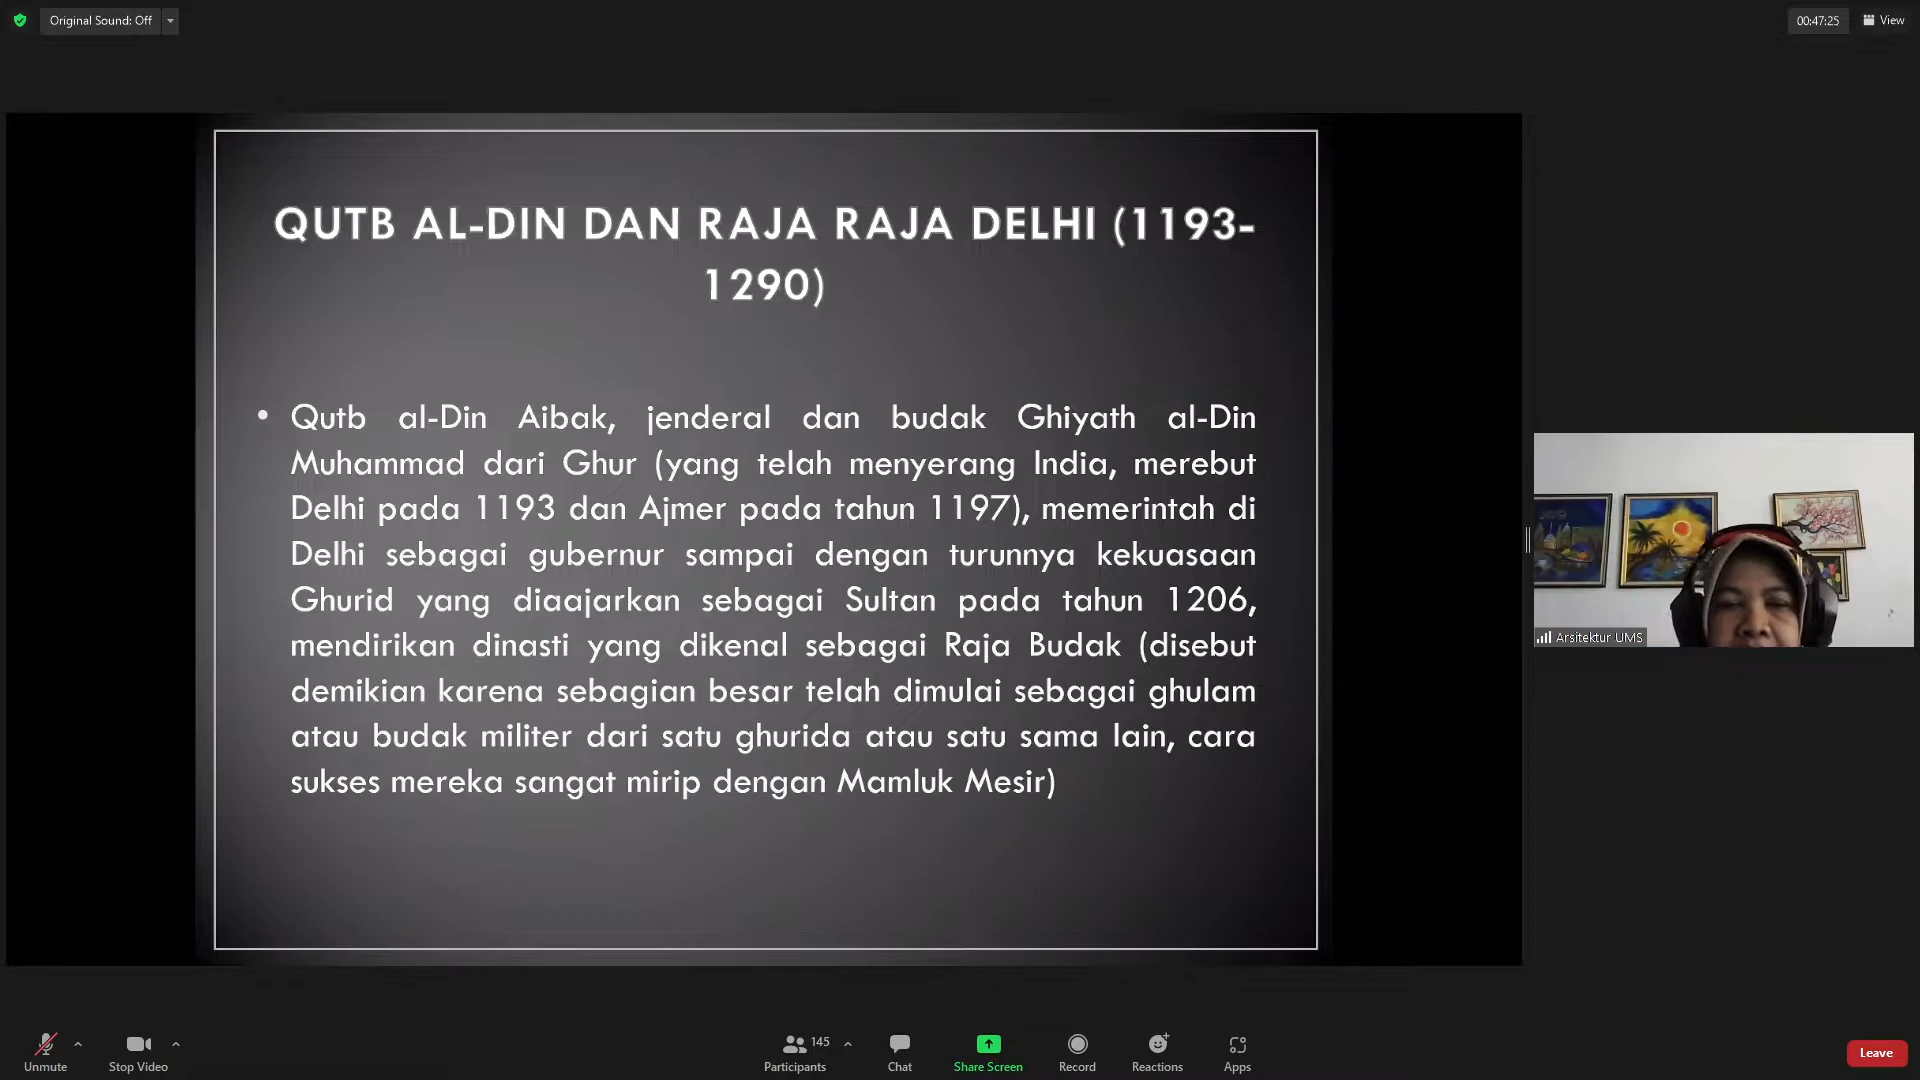 Original Sound: Off
00:47:25
View
QUTB AL-DIN DAN RAJA RAJA DELHI (1193-
1290)
• Qutb al-Din Aibak, jenderal dan budak Ghiyath al-Din
Muhammad dari Ghur (yang telah menyerang India, merebut
Delhi pada 1193 dan Ajmer pada tahun 1197), memerintah di
Delhi sebagai gubernur sampai dengan turunnya kekuasaan
Ghurid yang diaajarkan sebagai Sultan pada tahun 1206,
mendirikan dinasti yang dikenal sebagai Raja Budak (disebut
demikian karena sebagian besar telah dimulai sebagai ghulam
atau budak militer dari satu ghurida atau satu sama lain, cara
sukses mereka sangat mirip dengan Mamluk Mesir)
Arsitektur UMS
Unmute
Stop Video
145
Participants
Chat
Share Screen
Record
Reactions
Apps
Leave